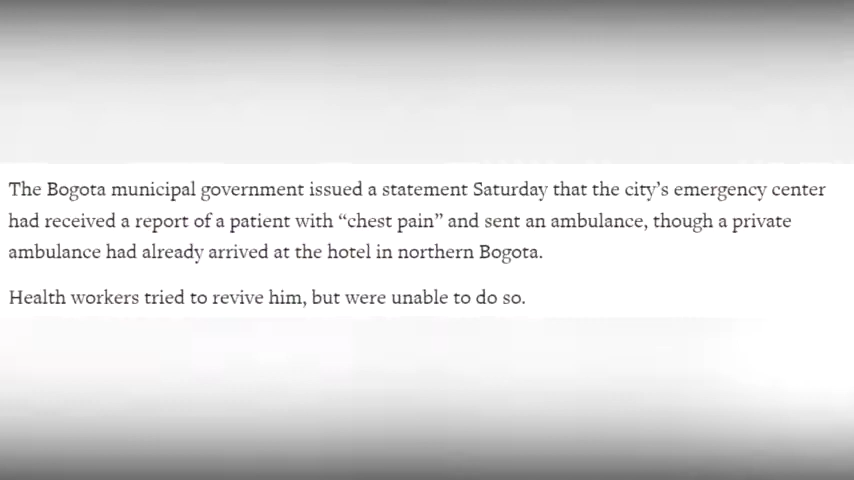 The Bogota municipal government issued a statement Saturday that the city’s emergency center
had received a report of a patient with “chest pain” and sent an ambulance, though a private
ambulance had already arrived at the hotel in northern Bogota.
Health workers tried to revive him, but were unable to do so.